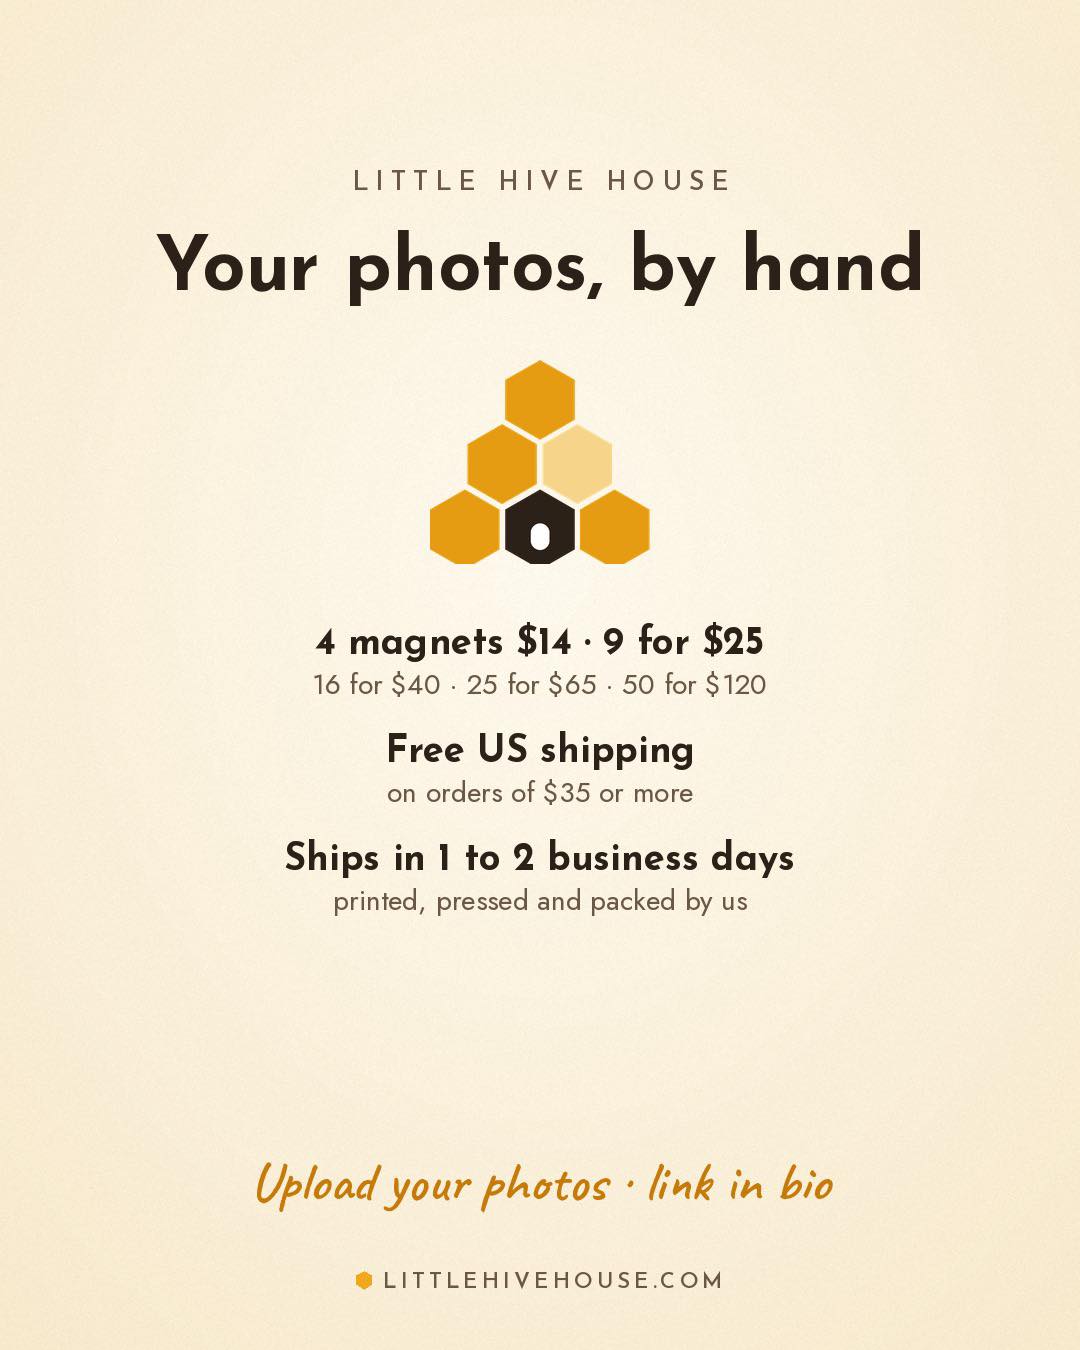 LITTLE HIVE HOUSE
Your photos, by hand
4 magnets $14 · 9 for $25
16 for $40 · 25 for $65 · 50 for $120
Free US shipping
on orders of $35 or more
Ships in 1 to 2 business days
printed, pressed and packed by us
Upload your photos · link in bio
LITTLEHIVEHOUSE.COM